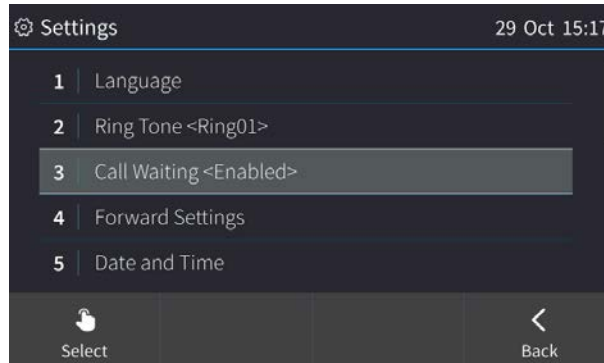 Settings 29 Oct 15:17
1 Language
2 Ring Tone <Ring01>
3 Call Waiting <Enabled>
4 Forward Settings
5 Date and Time
Select Back